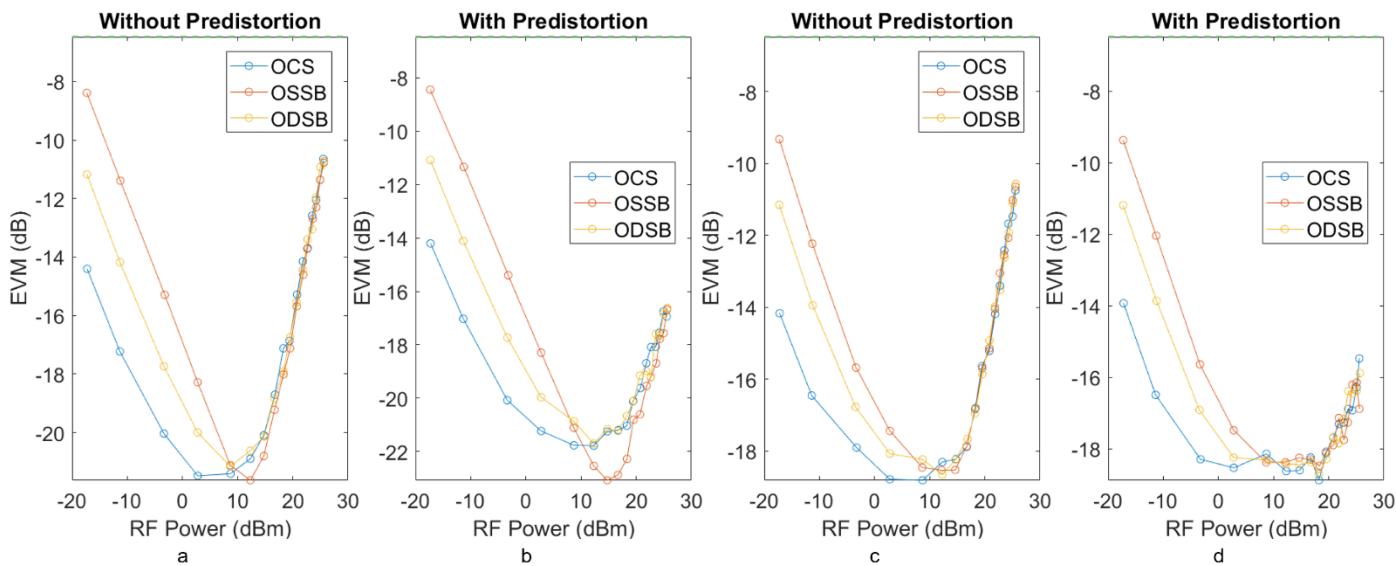 Without Predistortion
-8
-10
-12
-14
-16
-18
-20
EVM (dB)
OCS
OSSB
ODSB
-20
-10
0
10
20
30
RF Power (dBm)
a
With Predistortion
-8
-10
-12
-14
-16
-18
-20
-22
EVM (dB)
OCS
OSSB
ODSB
-20
-10
0
10
20
30
RF Power (dBm)
b
Without Predistortion
-8
-10
-12
-14
-16
-18
EVM (dB)
OCS
OSSB
ODSB
-20
-10
0
10
20
30
RF Power (dBm)
c
With Predistortion
-8
-10
-12
-14
-16
-18
EVM (dB)
OCS
OSSB
ODSB
-20
-10
0
10
20
30
RF Power (dBm)
d